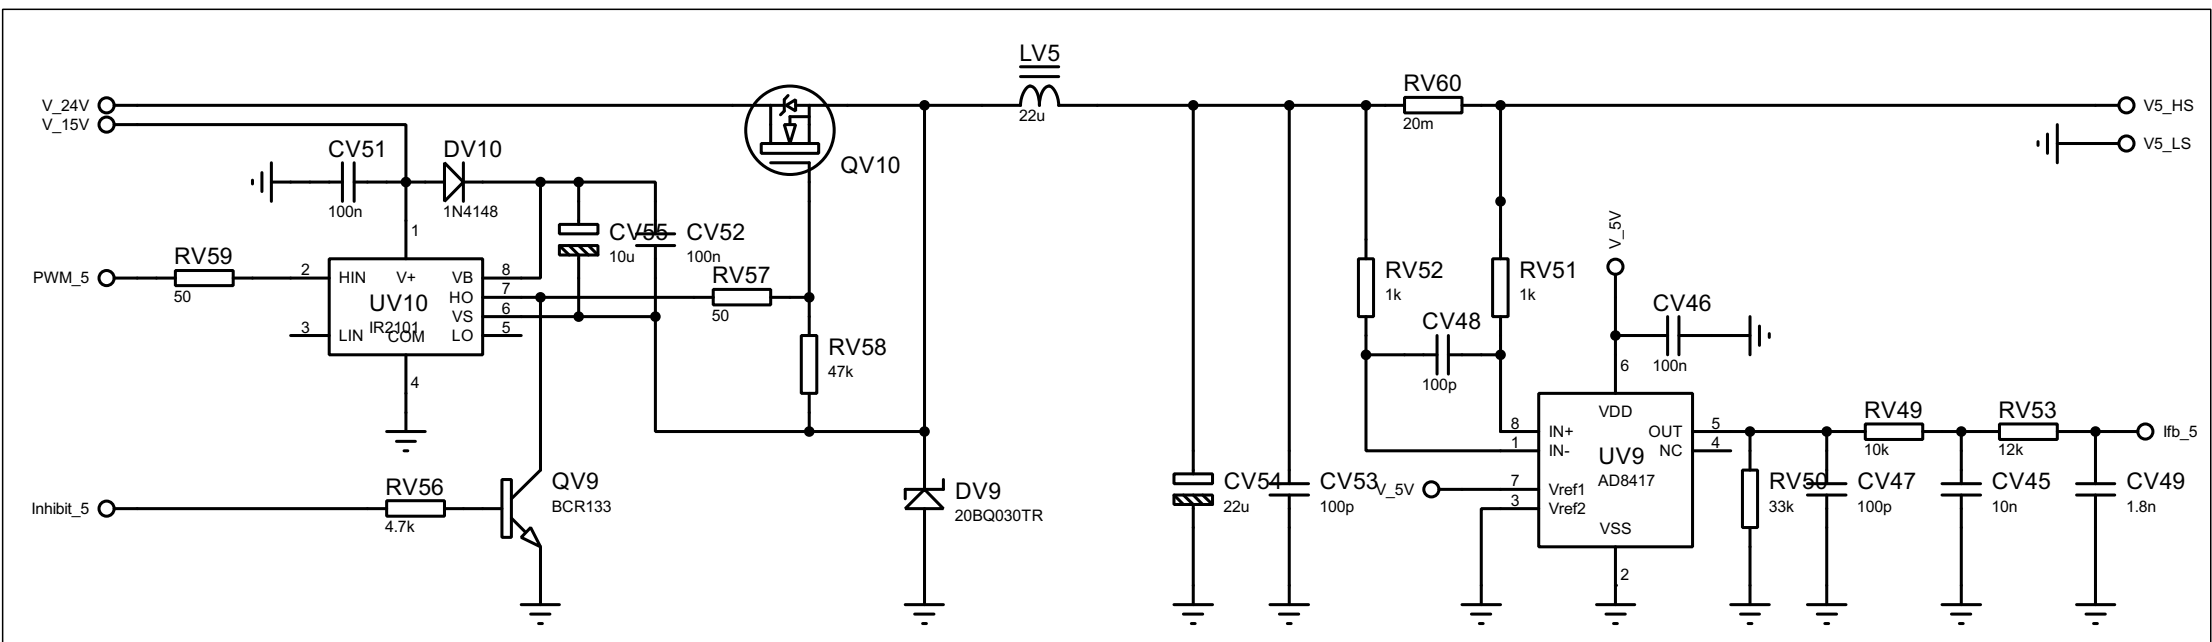 LV5
22u
RV60
20m
V_24V
V_15V
V5_HS
V5_LS
QV10
CV51
100n
DV10
1N4148
1
CV55
10u
CV52
100n
RV59
50
PWM_5
2
3
HIN
LIN
V+
UV10
IR2101
COM
VB
HO
VS
LO
8
7
6
5
4
RV57
50
RV58
47k
RV56
4.7k
Inhibit_5
QV9
BCR133
DV9
20BQ030TR
CV54
22u
CV53
100p
RV52
1k
RV51
1k
CV48
100p
V_5V
CV46
100n
6
VDD
8
1
IN+
IN-
OUT
NC
5
4
UV9
AD8417
V_5V
7
3
Vref1
Vref2
VSS
2
RV50
33k
CV47
100p
RV49
10k
CV45
10n
RV53
12k
CV49
1.8n
Ifb_5